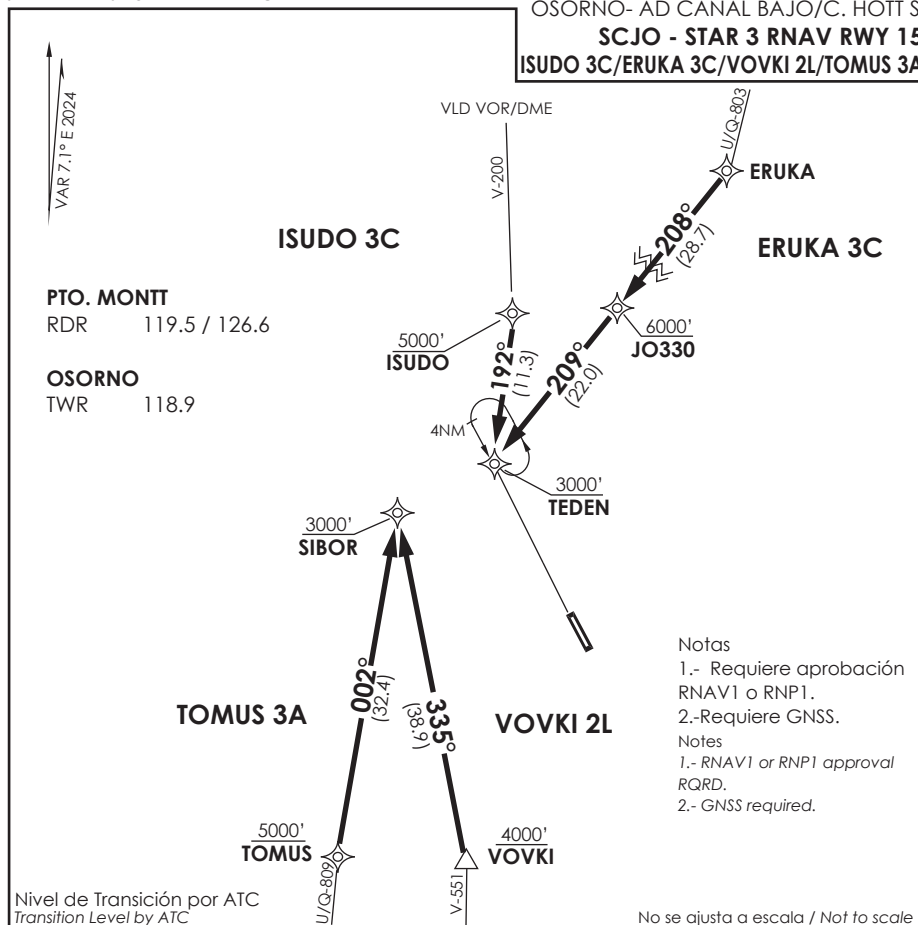 OSORNO- AD CANAL BAJO/C. HOTT S
SCJO - STAR 3 RNAV RWY 15
ISUDO 3C/ERUKA 3C/VOVKI 2L/TOMUS 3A
VAR 7.1° E 2024
VLD VOR/DME
V-200
U/Q-803
ERUKA
ISUDO 3C
208°
(28.7)
ERUKA 3C
PTO. MONTT
RDR 119.5 / 126.6
5000'
ISUDO
6000'
JO330
192°
(11.3)
209°
(22.0)
OSORNO
TWR 118.9
4NM
3000'
TEDEN
3000'
SIBOR
002°
(32.4)
335°
(38.9)
TOMUS 3A
VOVKI 2L
Notas
1.- Requiere aprobación
RNAV1 o RNP1.
2.-Requiere GNSS.
Notes
1.- RNAV1 or RNP1 approval
RQRD.
2.- GNSS required.
5000'
TOMUS
4000'
VOVKI
U/Q-809
V-551
Nivel de Transición por ATC
Transition Level by ATC
No se ajusta a escala / Not to scale